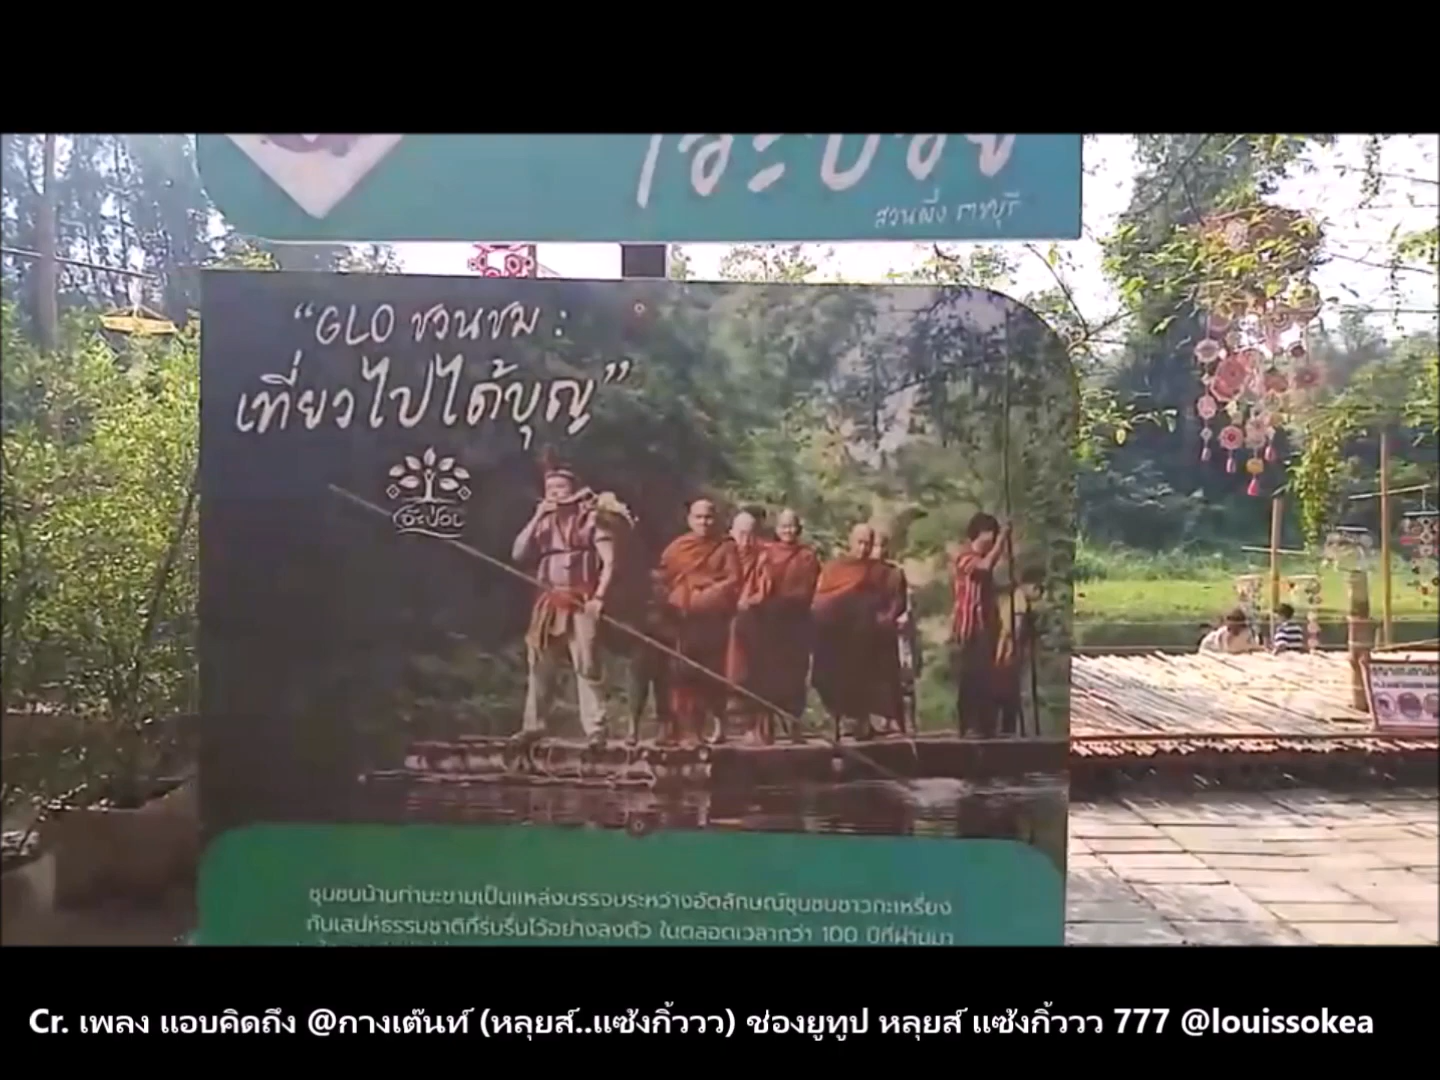 โอ๊ะป่อย
สวนผึ้ง ราชบุรี
“GLO ชวนชม :
เที่ยวไปได้บุญ”
โอ๊ะป่อย
ชุมชนบ้านท่ามะขามเป็นแหล่งบรรจบระหว่างอัตลักษณ์ชุมชนชาวกะเหรี่ยง
กับเสน่ห์ธรรมชาติที่ร่มรื่นไว้อย่างลงตัว ในตลอดเวลากว่า 100 ปีที่ผ่านมา
Cr. เพลง แอบคิดถึง @กางเต๊นท์ (หลุยส์..แซ้งกิ้ววว) ช่องยูทูป หลุยส์ แซ้งกิ้ววว 777 @louissokea